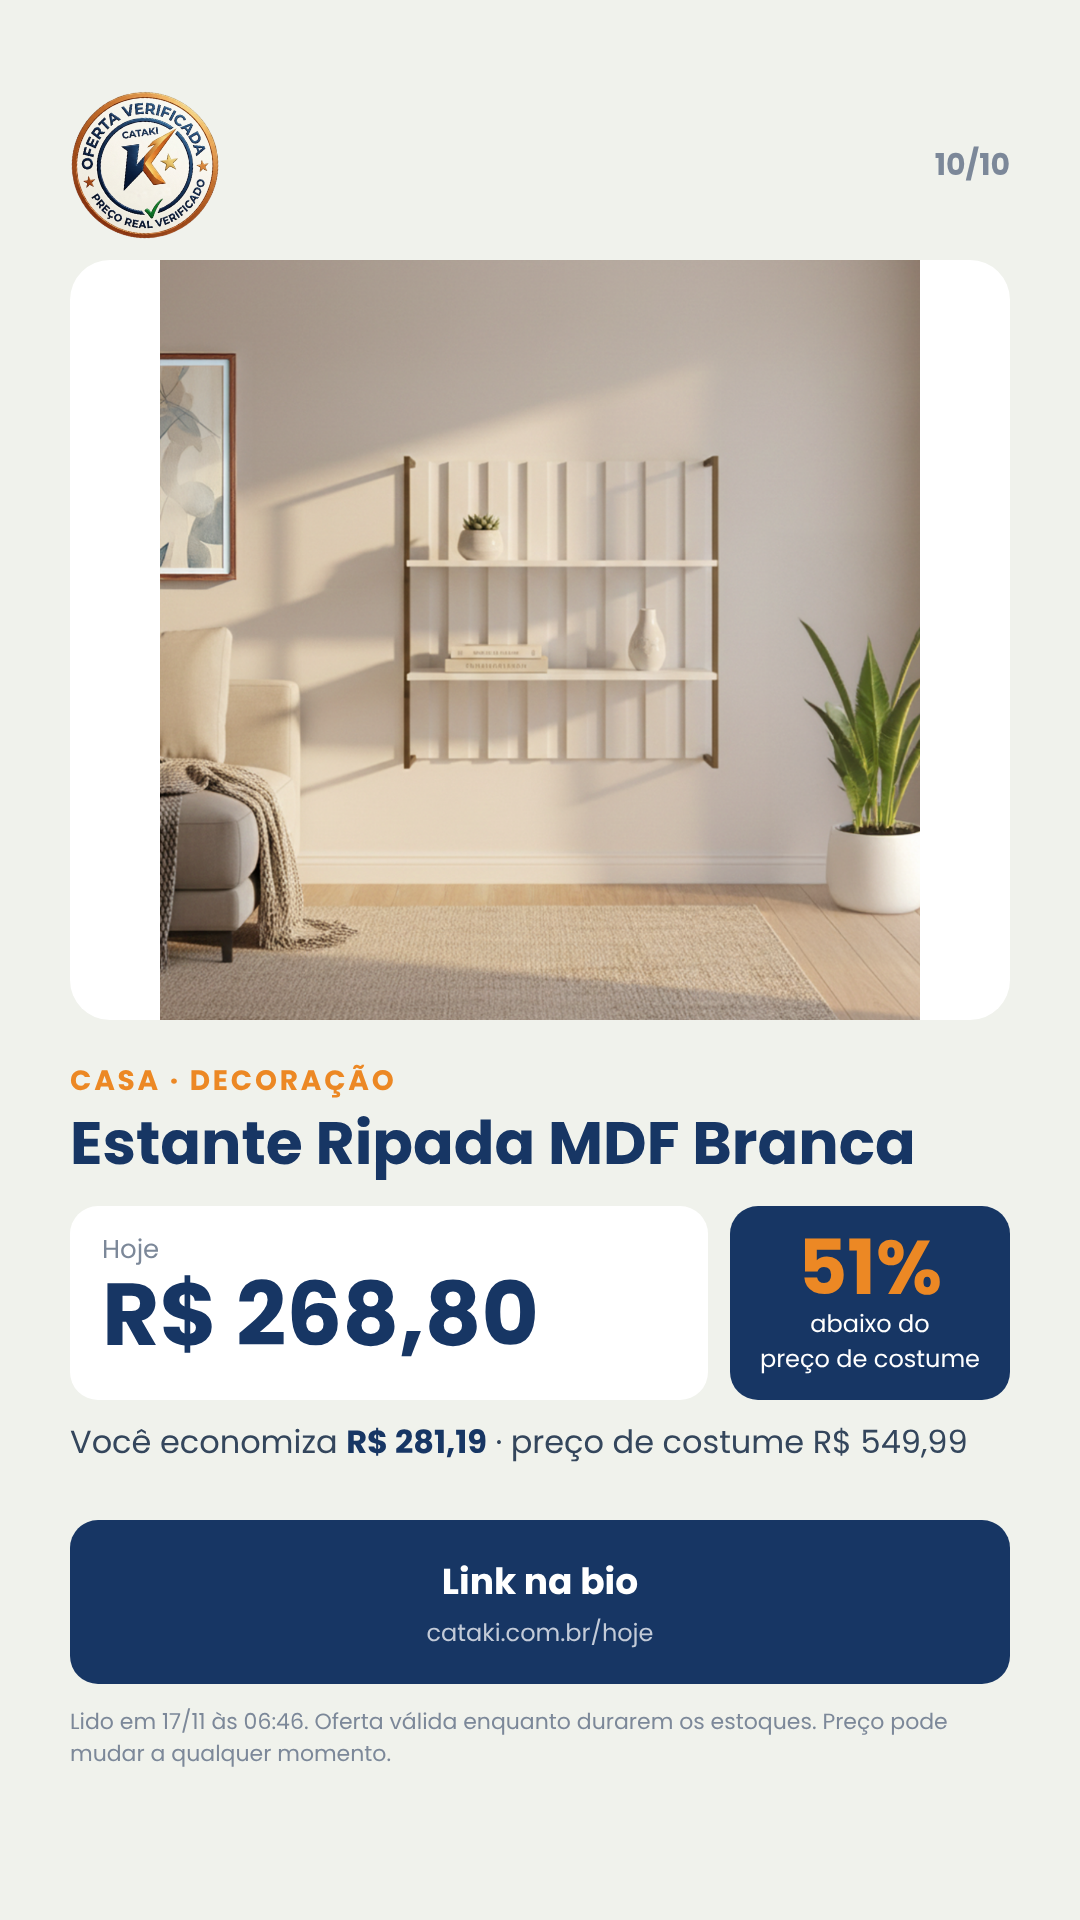 OFERTA VERIFICADA
CATAKI
PREÇO REAL VERIFICADO
10/10
CASA · DECORAÇÃO
Estante Ripada MDF Branca
Hoje
R$ 268,80
51%
abaixo do
preço de costume
Você economiza R$ 281,19 · preço de costume R$ 549,99
Link na bio
cataki.com.br/hoje
Lido em 17/11 às 06:46. Oferta válida enquanto durarem os estoques. Preço pode
mudar a qualquer momento.